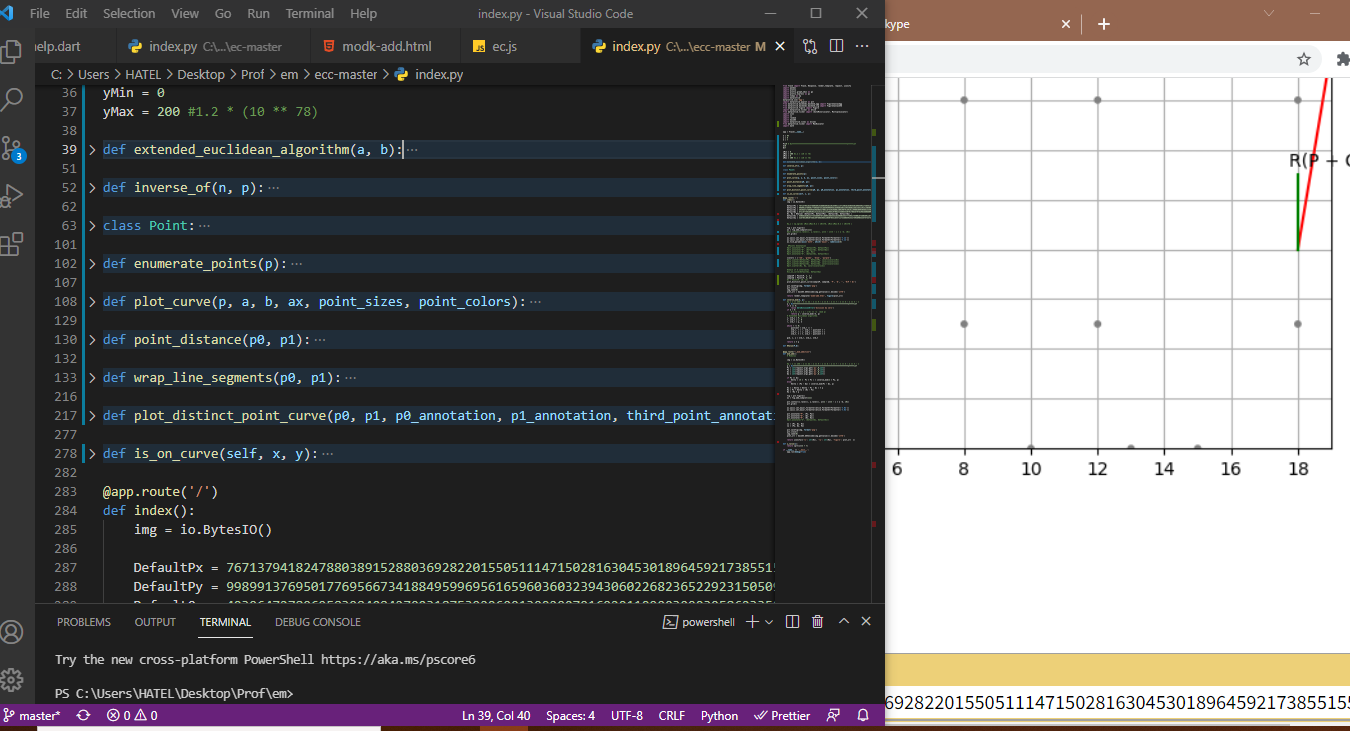 File Edit Selection View Go Run Terminal Help index.py - Visual Studio Code
kype
help.dart index.py C:\...\ec-master modk-add.html JS ec.js index.py C:\...\ecc-master M
C: > Users > HATEL > Desktop > Prof > em > ecc-master > index.py
36 yMin = 0
37 yMax = 200 #1.2 * (10 ** 78)
38
39 def extended_euclidean_algorithm(a, b):···
51
52 def inverse_of(n, p):···
62
63 class Point:···
101
102 def enumerate_points(p):···
107
108 def plot_curve(p, a, b, ax, point_sizes, point_colors):···
129
130 def point_distance(p0, p1):···
132
133 def wrap_line_segments(p0, p1):···
216
217 def plot_distinct_point_curve(p0, p1, p0_annotation, p1_annotation, third_point_annotat
277
278 def is_on_curve(self, x, y):···
282
283 @app.route('/')
284 def index():
285 img = io.BytesIO()
286
287 DefaultPx = 767137941824788038915288036928220155051114715028163045301896459217385515
288 DefaultPy = 9989913769501776956673418849599695616596036032394306022682365229231505
R(P +
6 8 10 12 14 16 18
PROBLEMS OUTPUT TERMINAL DEBUG CONSOLE powershell
Try the new cross-platform PowerShell https://aka.ms/pscore6
PS C:\Users\HATEL\Desktop\Prof\em>
6928220155051114715028163045301896459217385515
3
master* 0 0 Ln 39, Col 40 Spaces: 4 UTF-8 CRLF Python Prettier